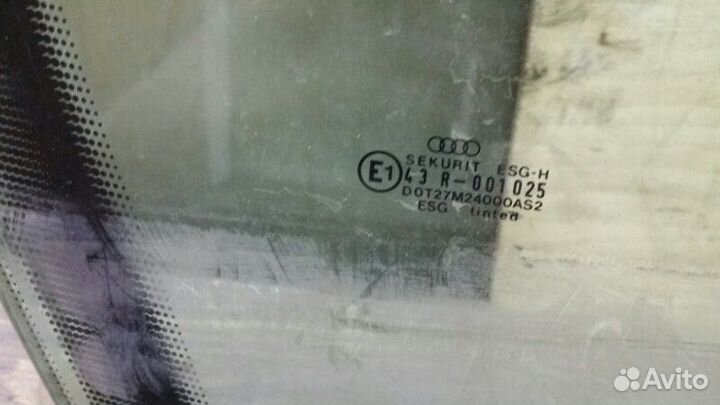 SEKURIT ESG-H
E1 43 R-001025
DOT27M24000AS2
ESG tinted
Avito